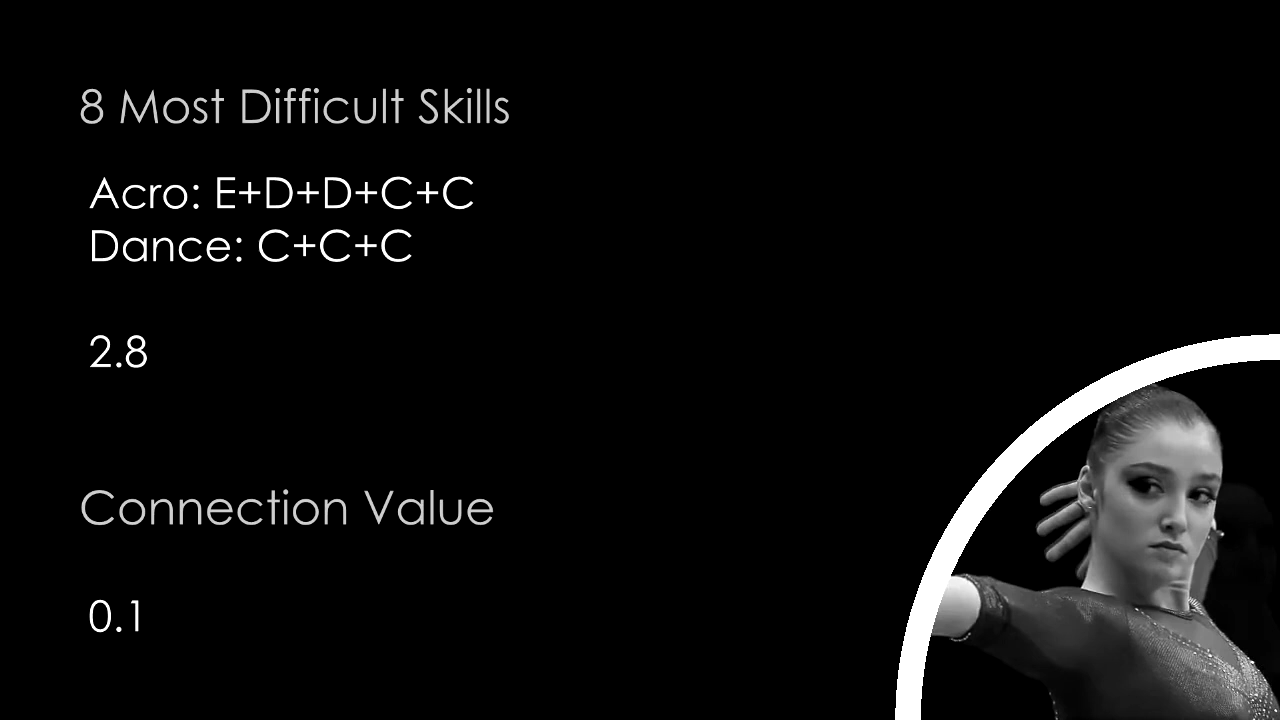 8 Most Difficult Skills
Acro: E+D+D+C+C
Dance: C+C+C
2.8
Connection Value
0.1